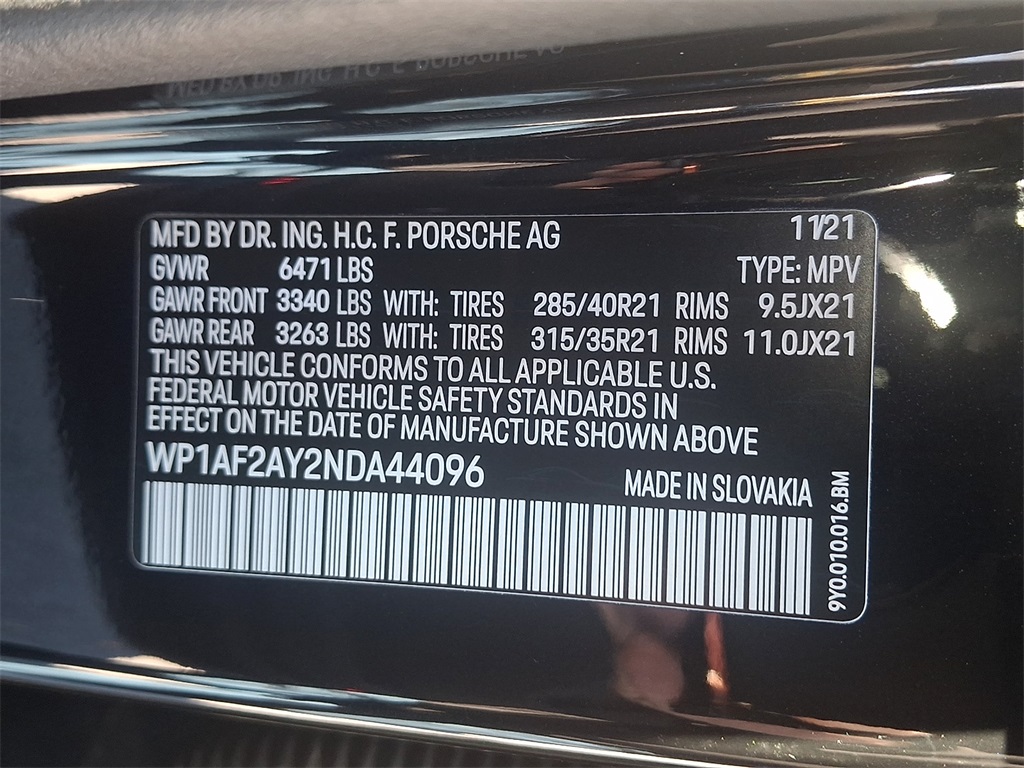 MFD BY DR. ING. H.C. F. PORSCHE AG 11/21
GVWR 6471 LBS TYPE: MPV
GAWR FRONT 3340 LBS WITH: TIRES 285/40R21 RIMS 9.5JX21
GAWR REAR 3263 LBS WITH: TIRES 315/35R21 RIMS 11.0JX21
THIS VEHICLE CONFORMS TO ALL APPLICABLE U.S.
FEDERAL MOTOR VEHICLE SAFETY STANDARDS IN
EFFECT ON THE DATE OF MANUFACTURE SHOWN ABOVE
WP1AF2AY2NDA44096
MADE IN SLOVAKIA
9Y0.010.016.BM